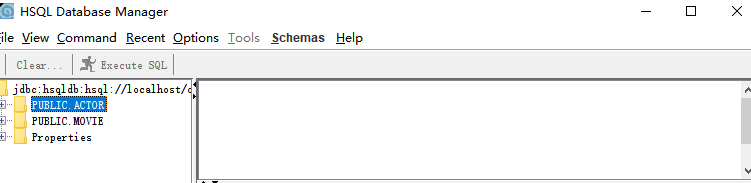 HSQL Database Manager
ile View Command Recent Options Tools Schemas Help
Clear... Execute SQL
jdbc:hsqldb:hsql://localhost/
PUBLIC.ACTOR
PUBLIC.MOVIE
Properties